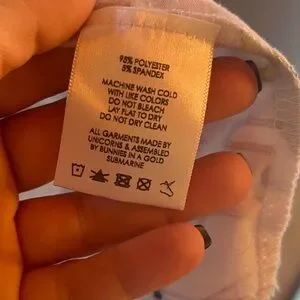 95% POLYESTER
5% SPANDEX
MACHINE WASH COLD
WITH LIKE COLORS
DO NOT BLEACH
LAY FLAT TO DRY
DO NOT DRY CLEAN
ALL GARMENTS MADE BY
UNICORNS & ASSEMBLED
BY BUNNIES IN A GOLD
SUBMARINE